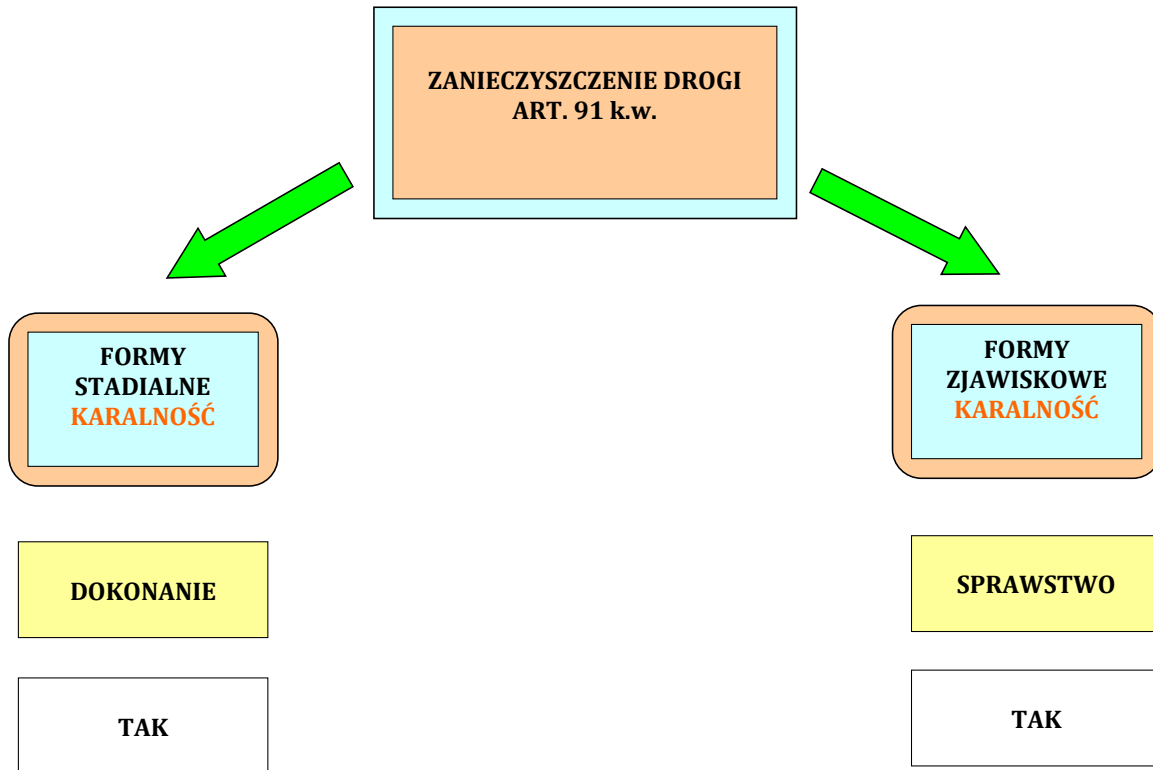 ZANIECZYSZCZENIE DROGI
ART. 91 k.w.
FORMY
STADIALNE
KARALNOŚĆ
FORMY
ZJAWISKOWE
KARALNOŚĆ
DOKONANIE
SPRAWSTWO
TAK
TAK